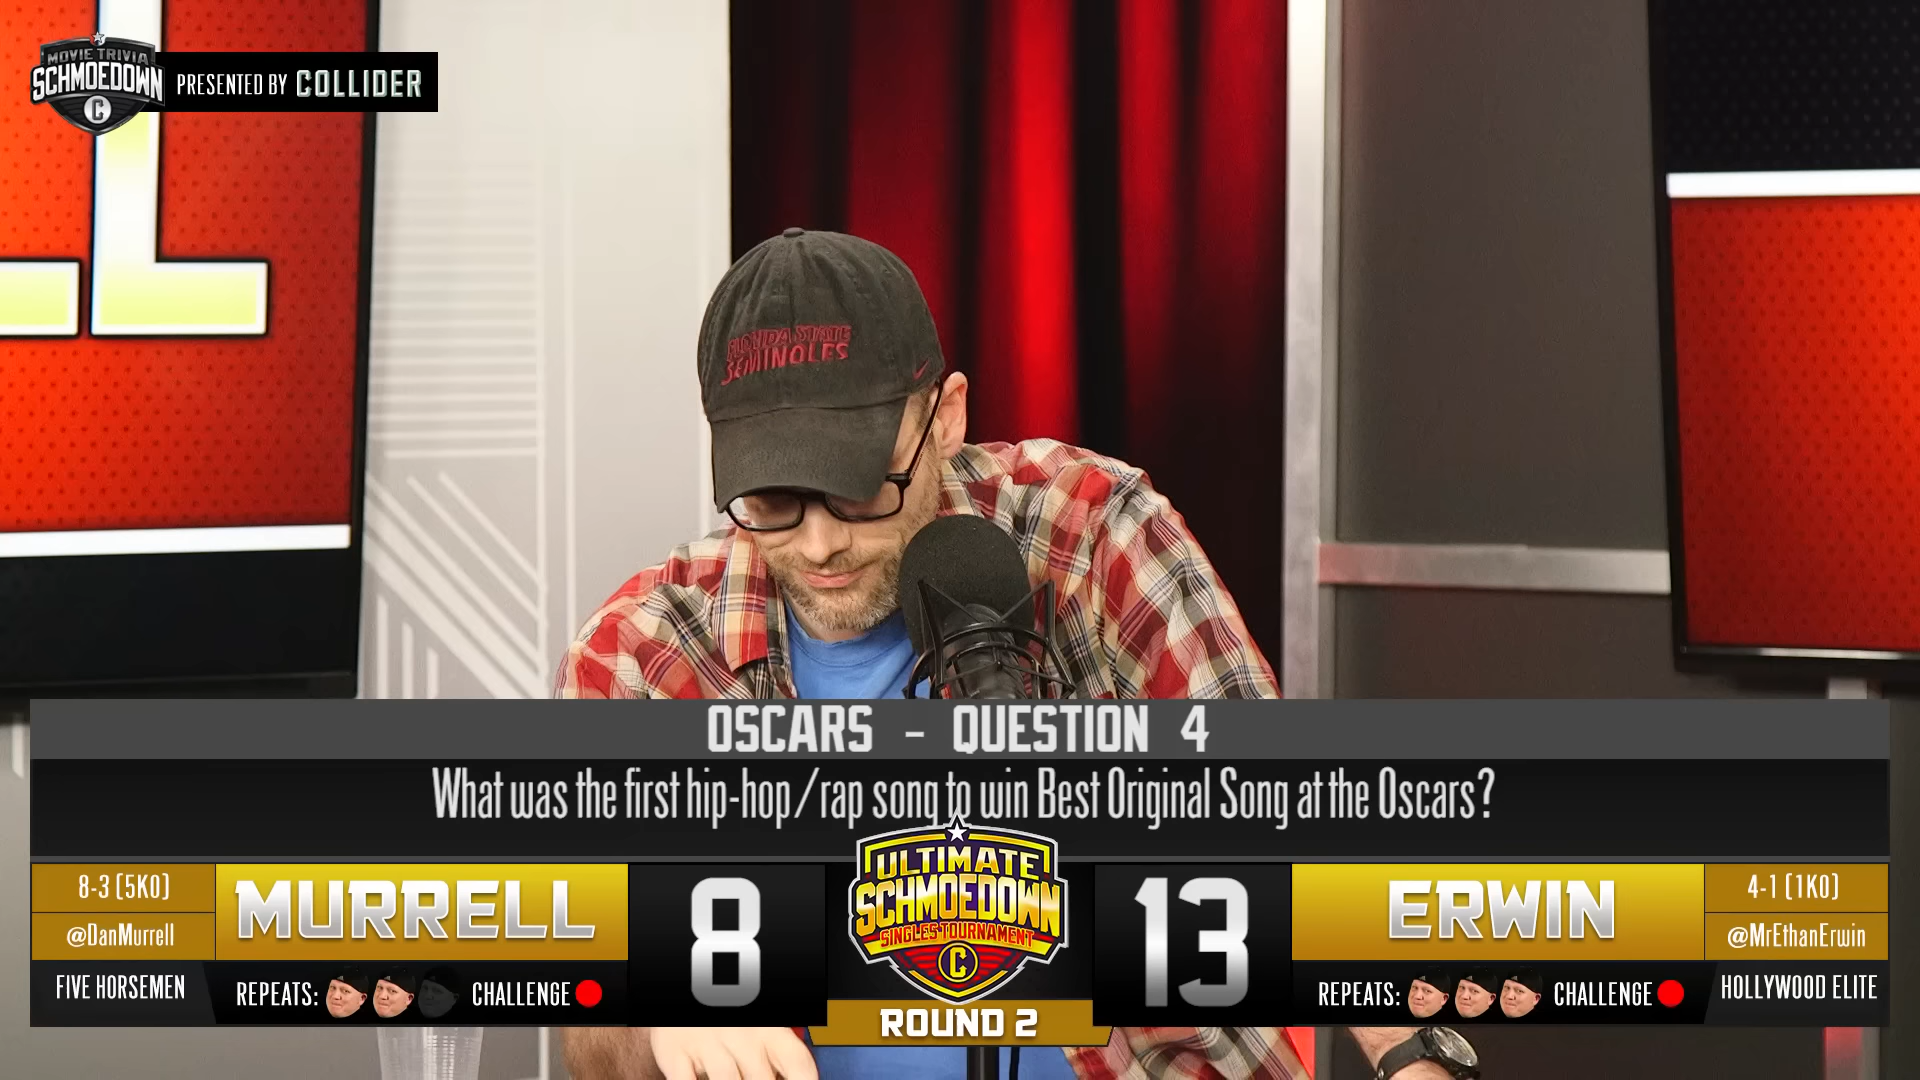 MOVIE TRIVIA
SCHMOEDOWN
C
PRESENTED BY COLLIDER
FLORIDA STATE
SEMINOLES
OSCARS - QUESTION 4
What was the first hip-hop/rap song to win Best Original Song at the Oscars?
8-3 (5KO)
@DanMurrell
MURRELL
8
ULTIMATE
SCHMOEDOWN
SINGLES TOURNAMENT
C
13
ERWIN
4-1 (1KO)
@MrEthanErwin
FIVE HORSEMEN
REPEATS:
CHALLENGE
ROUND 2
REPEATS:
CHALLENGE
HOLLYWOOD ELITE